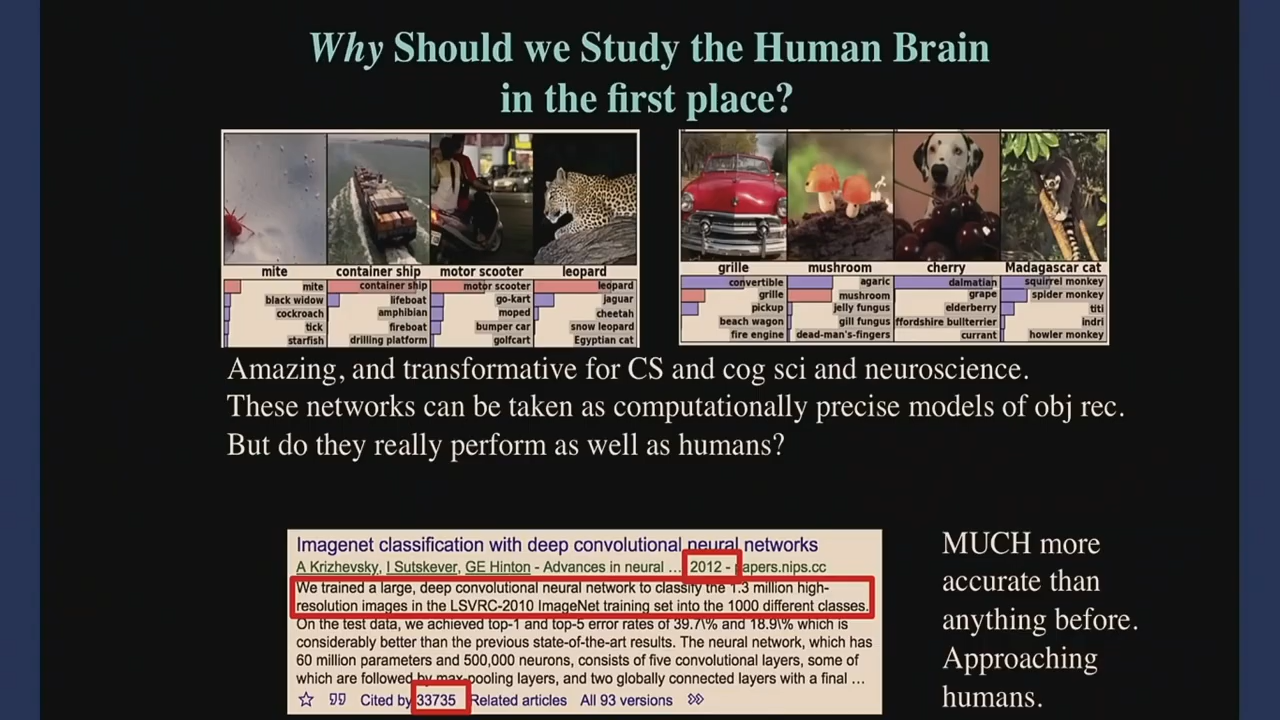 Why Should we Study the Human Brain
in the first place?
mite container ship motor scooter leopard
mite container ship motor scooter leopard
black widow lifeboat go-kart jaguar
cockroach amphibian moped cheetah
tick fireboat bumper car snow leopard
starfish drilling platform golfcart Egyptian cat
grille mushroom cherry Madagascar cat
convertible agaric dalmatian squirrel monkey
grille mushroom grape spider monkey
pickup jelly fungus elderberry titi
beach wagon gill fungus ffordshire bullterrier indri
fire engine dead-man's-fingers currant howler monkey
Amazing, and transformative for CS and cog sci and neuroscience.
These networks can be taken as computationally precise models of obj rec.
But do they really perform as well as humans?
Imagenet classification with deep convolutional neural networks
A Krizhevsky, I Sutskever, GE Hinton - Advances in neural ... 2012 - papers.nips.cc
We trained a large, deep convolutional neural network to classify the 1.3 million high-
resolution images in the LSVRC-2010 ImageNet training set into the 1000 different classes.
On the test data, we achieved top-1 and top-5 error rates of 39.7\% and 18.9\% which is
considerably better than the previous state-of-the-art results. The neural network, which has
60 million parameters and 500,000 neurons, consists of five convolutional layers, some of
which are followed by max-pooling layers, and two globally connected layers with a final ...
Cited by 33735 Related articles All 93 versions
MUCH more
accurate than
anything before.
Approaching
humans.